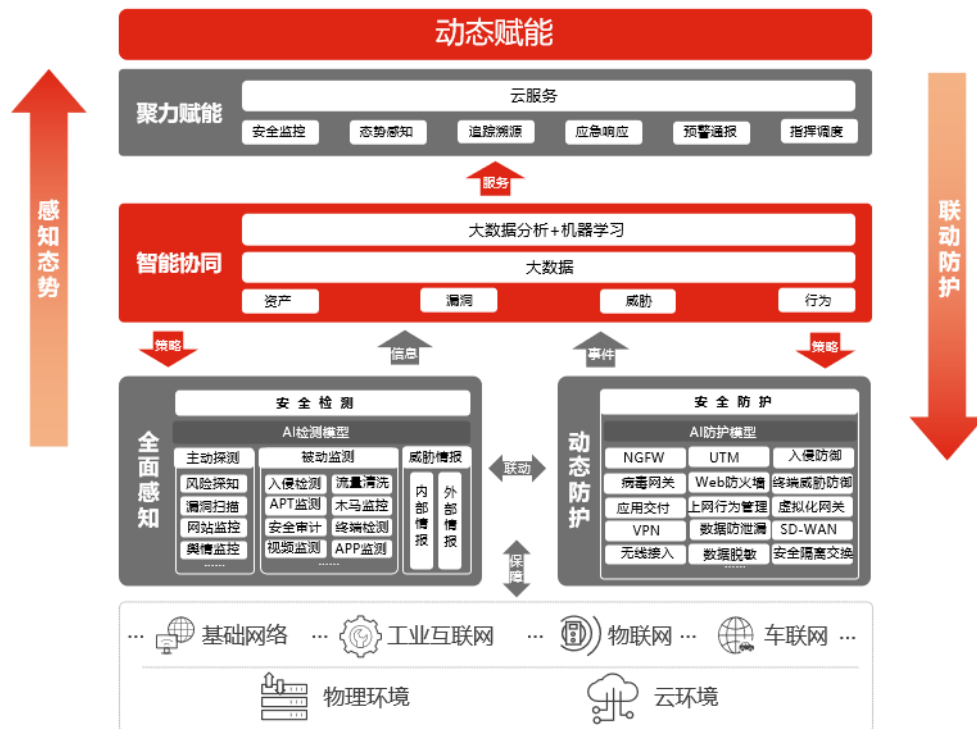 动态赋能
聚力赋能
云服务
安全监控 态势感知 追踪溯源 应急响应 预警通报 指挥调度
服务
感知态势
联动防护
智能协同
大数据分析+机器学习
大数据
资产 漏洞 威胁 行为
策略 信息 事件 策略
全面感知
安全检测
AI检测模型
主动探测 被动监测 威胁情报
风险探知
漏洞扫描
网站监控
舆情监控
......
入侵检测 流量清洗
APT监测 木马监控
安全审计 终端检测
视频监测 APP监测
......
内部情报
外部情报
联动
保障
动态防护
安全防护
AI防护模型
NGFW UTM 入侵防御
病毒网关 Web防火墙 终端威胁防御
应用交付 上网行为管理 虚拟化网关
VPN 数据防泄漏 SD-WAN
无线接入 数据脱敏 安全隔离交换
......
... 基础网络 ... 工业互联网 ... 物联网 ... 车联网 ...
物理环境 云环境